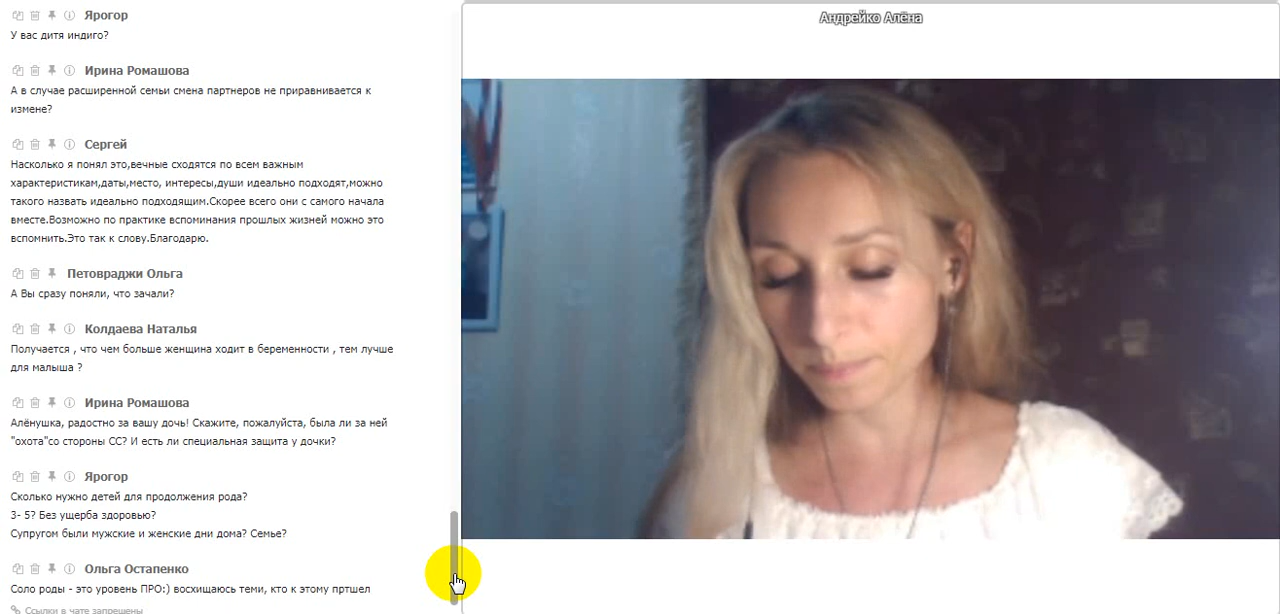 Ярогор
У вас дитя индиго?
Ирина Ромашова
А в случае расширенной семьи смена партнеров не приравнивается к
измене?
Сергей
Насколько я понял это,вечные сходятся по всем важным
характеристикам,даты,место, интересы,души идеально подходят,можно
такого назвать идеально подходящим.Скорее всего они с самого начала
вместе.Возможно по практике вспоминания прошлых жизней можно это
вспомнить.Это так к слову.Благодарю.
Петовраджи Ольга
А Вы сразу поняли, что зачали?
Колдаева Наталья
Получается , что чем больше женщина ходит в беременности , тем лучше
для малыша ?
Ирина Ромашова
Алёнушка, радостно за вашу дочь! Скажите, пожалуйста, была ли за ней
"охота"со стороны СС? И есть ли специальная защита у дочки?
Ярогор
Сколько нужно детей для продолжения рода?
3- 5? Без ущерба здоровью?
Супругом были мужские и женские дни дома? Семье?
Ольга Остапенко
Соло роды - это уровень ПРО:) восхищаюсь теми, кто к этому пртшел
Ссылки в чате запрещены
Андрейко Алёна